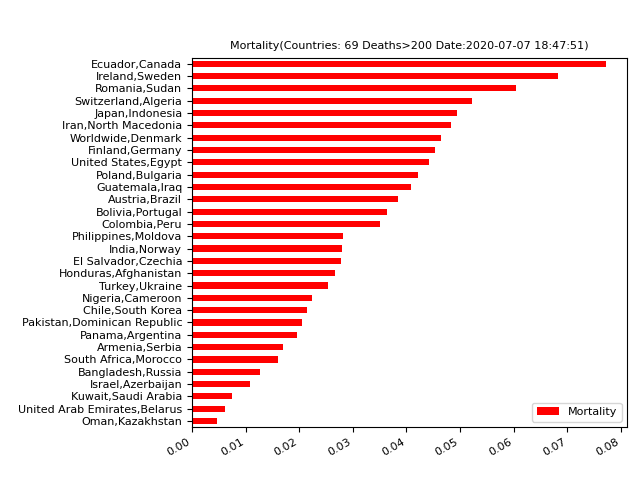 Mortality(Countries: 69 Deaths>200 Date:2020-07-07 18:47:51)
Ecuador,Canada
Ireland,Sweden
Romania,Sudan
Switzerland,Algeria
Japan,Indonesia
Iran,North Macedonia
Worldwide,Denmark
Finland,Germany
United States,Egypt
Poland,Bulgaria
Guatemala,Iraq
Austria,Brazil
Bolivia,Portugal
Colombia,Peru
Philippines,Moldova
India,Norway
El Salvador,Czechia
Honduras,Afghanistan
Turkey,Ukraine
Nigeria,Cameroon
Chile,South Korea
Pakistan,Dominican Republic
Panama,Argentina
Armenia,Serbia
South Africa,Morocco
Bangladesh,Russia
Israel,Azerbaijan
Kuwait,Saudi Arabia
United Arab Emirates,Belarus
Oman,Kazakhstan
Mortality
0.00 0.01 0.02 0.03 0.04 0.05 0.06 0.07 0.08